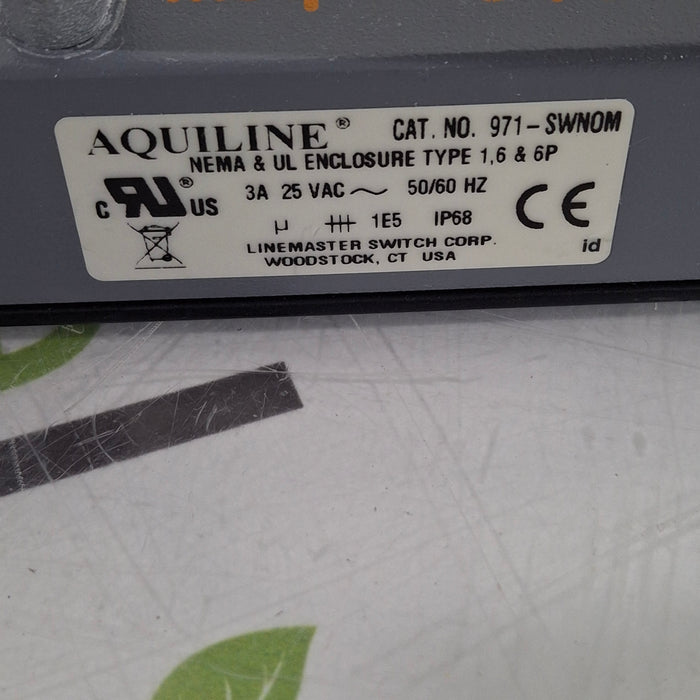 AQUILINE® CAT. NO. 971-SWNOM
NEMA & UL ENCLOSURE TYPE 1,6 & 6P
C RU® US 3A 25 VAC ~ 50/60 HZ
µ 1E5 IP68 CE
LINEMASTER SWITCH CORP.
WOODSTOCK, CT USA id